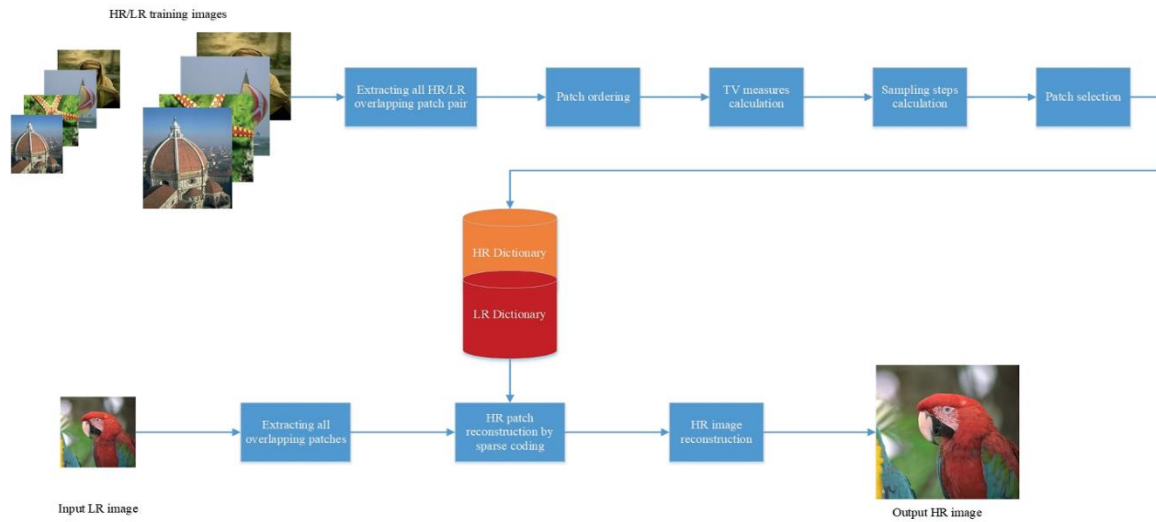 HR/LR training images
Extracting all HR/LR
overlapping patch pair
Patch ordering
TV measures
calculation
Sampling steps
calculation
Patch selection
HR Dictionary
LR Dictionary
Extracting all
overlapping patches
HR patch
reconstruction by
sparse coding
HR image
reconstruction
Input LR image
Output HR image